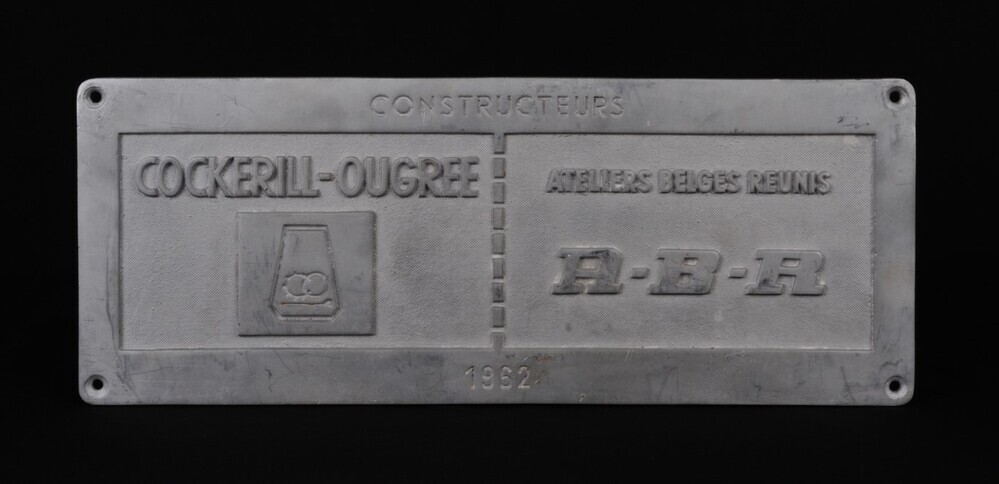 CONSTRUCTEURS
COCKERILL-OUGREE
ATELIERS BELGES REUNIS
A-B-R
1962